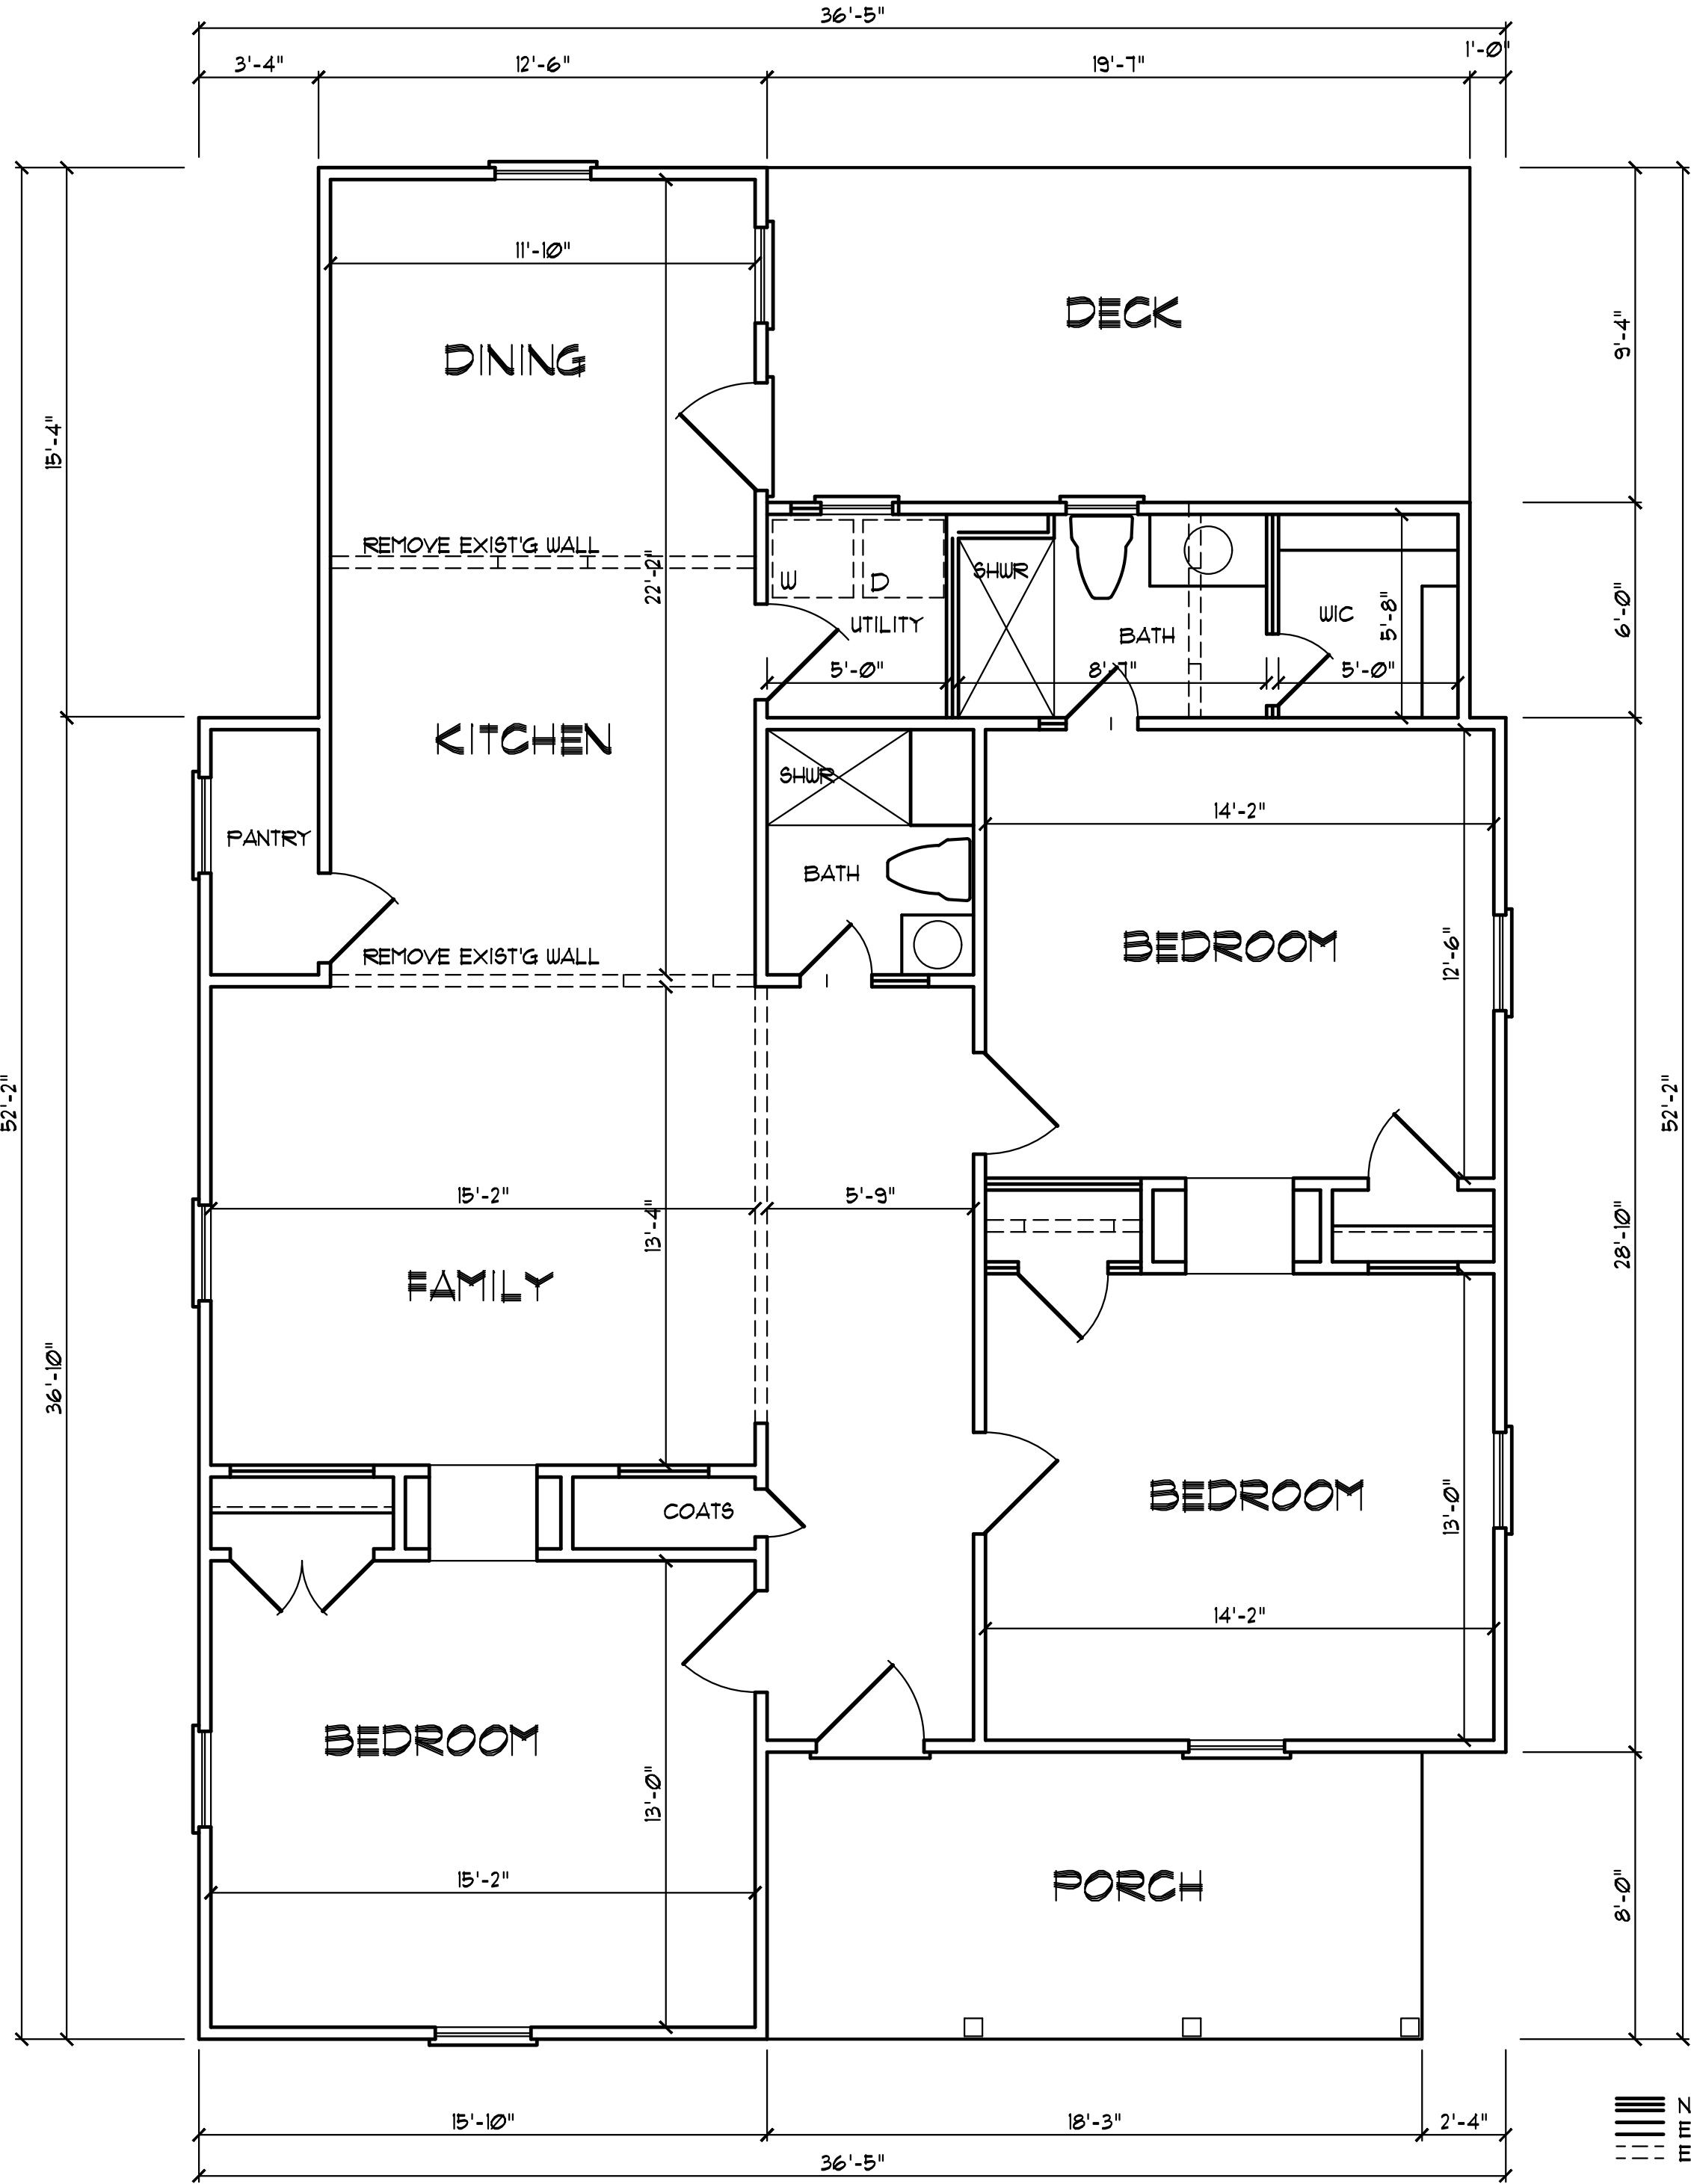 36'-5"
3'-4" 12'-6" 19'-7" 1'-0"
11'-10"
DECK
DINING
9'-4"
15'-4"
REMOVE EXIST'G WALL
22'-2"
W D
SHWR
UTILITY
BATH
WIC
5'-8"
6'-0"
5'-0" 8'-7" 5'-0"
KITCHEN
SHWR
14'-2"
PANTRY
BATH
BEDROOM
12'-6"
REMOVE EXIST'G WALL
52'-2"
52'-2"
15'-2" 5'-9"
13'-4"
28'-10"
FAMILY
36'-10"
COATS
BEDROOM
13'-0"
14'-2"
BEDROOM
13'-0"
15'-2"
PORCH
8'-0"
15'-10" 18'-3" 2'-4"
36'-5"
N
E
E